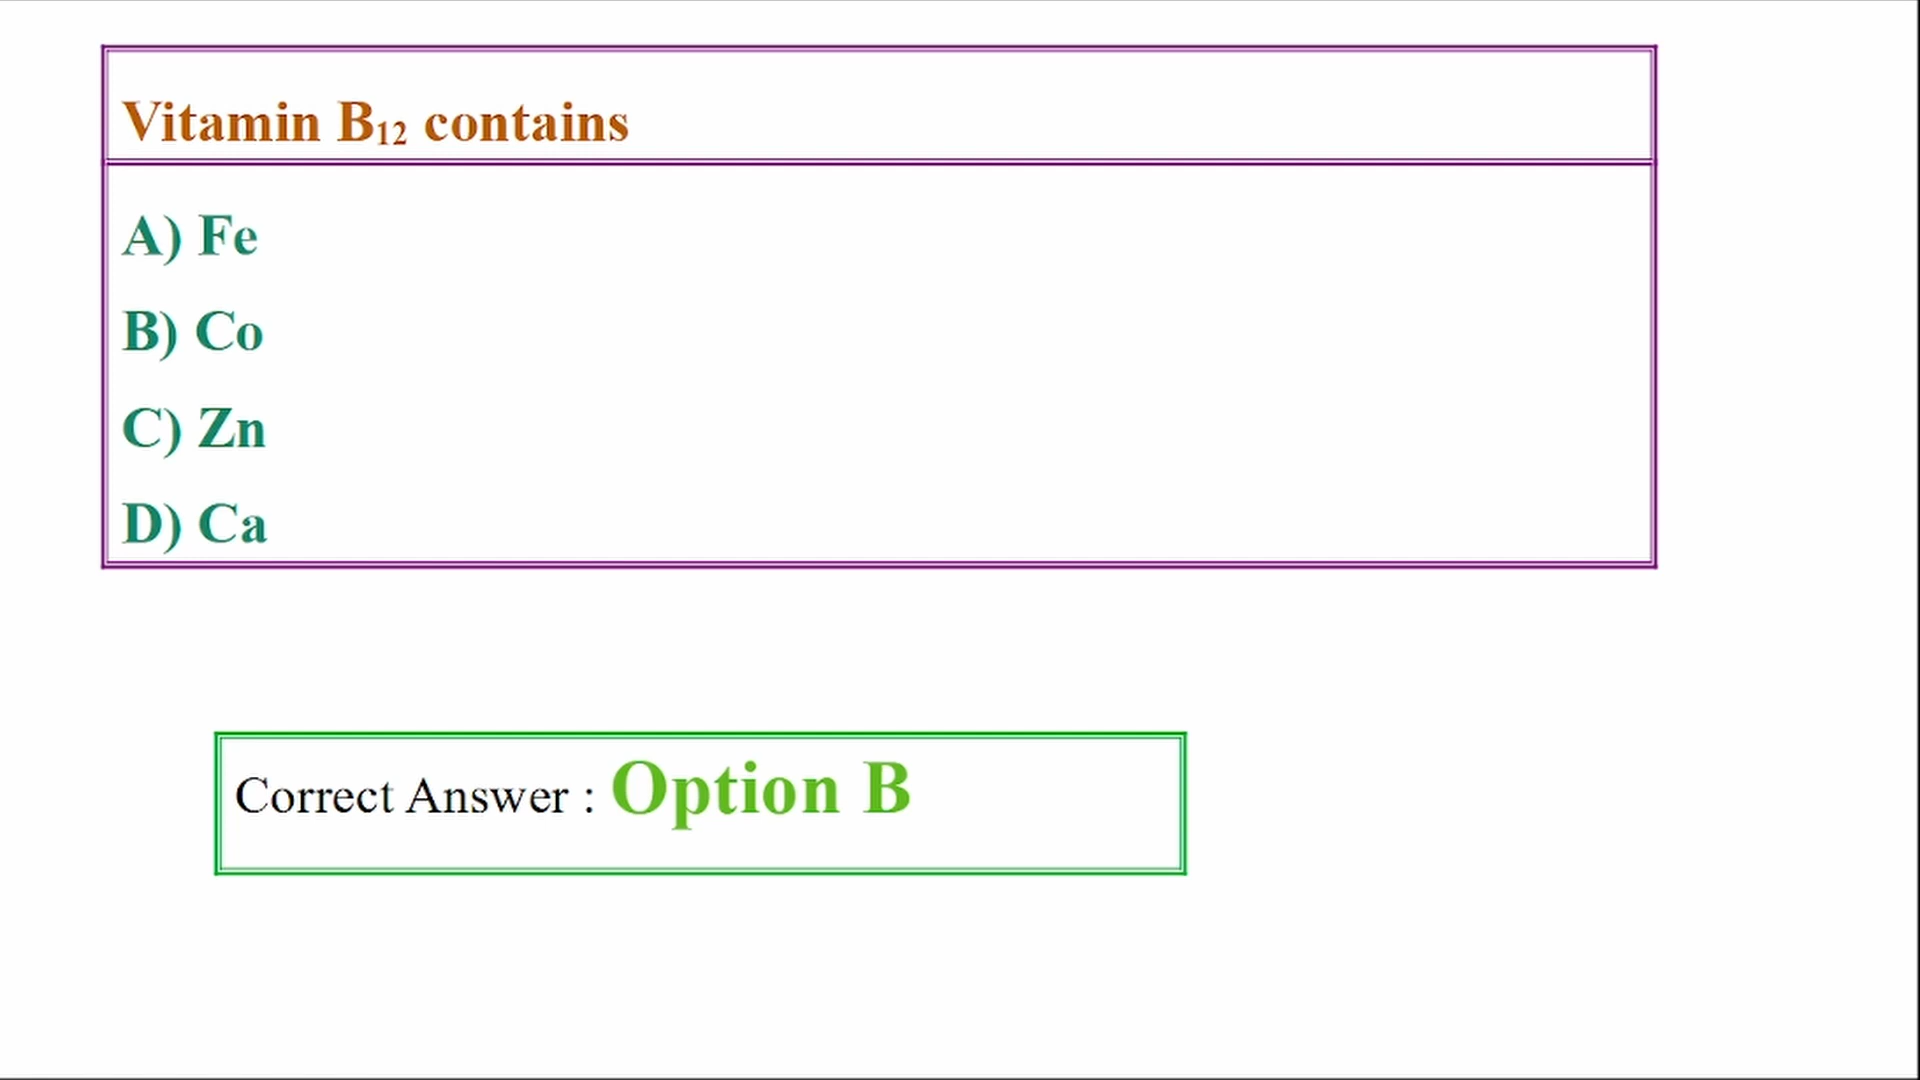 Vitamin B₁₂ contains
A) Fe
B) Co
C) Zn
D) Ca
Correct Answer : Option B